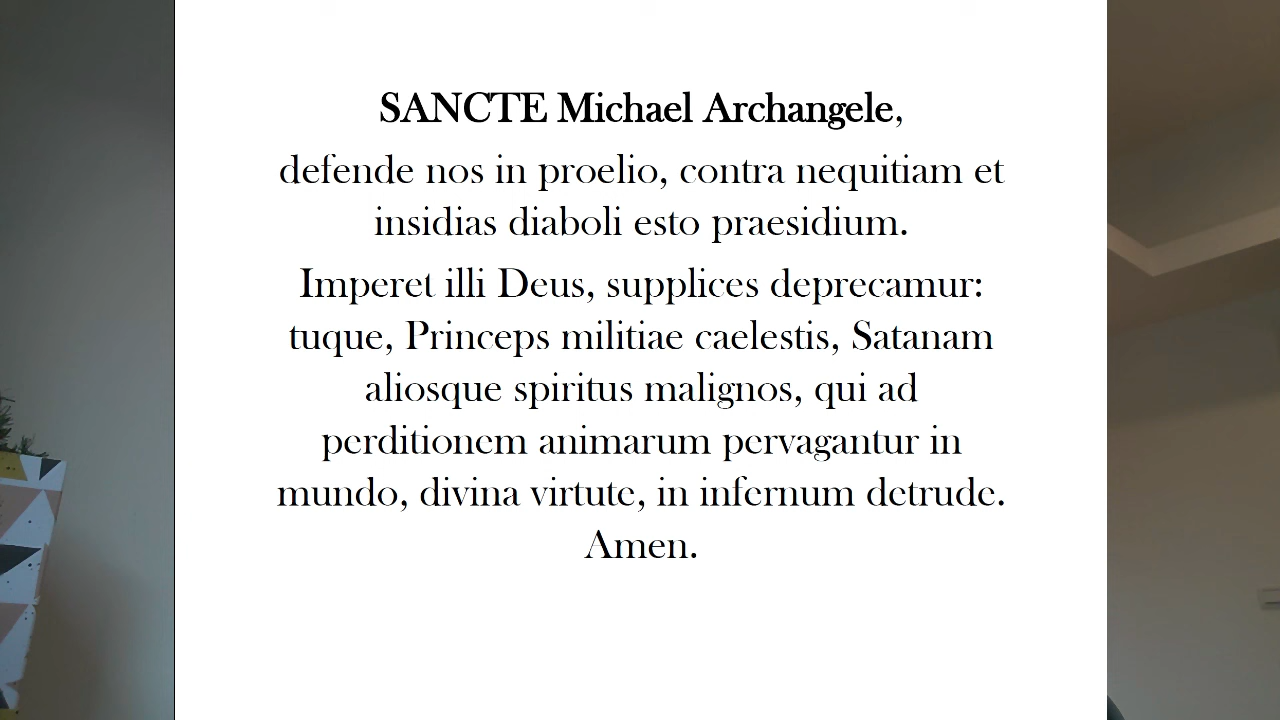 SANCTE Michael Archangele,
defende nos in proelio, contra nequitiam et
insidias diaboli esto praesidium.
Imperet illi Deus, supplices deprecamur:
tuque, Princeps militiae caelestis, Satanam
aliosque spiritus malignos, qui ad
perditionem animarum pervagantur in
mundo, divina virtute, in infernum detrude.
Amen.